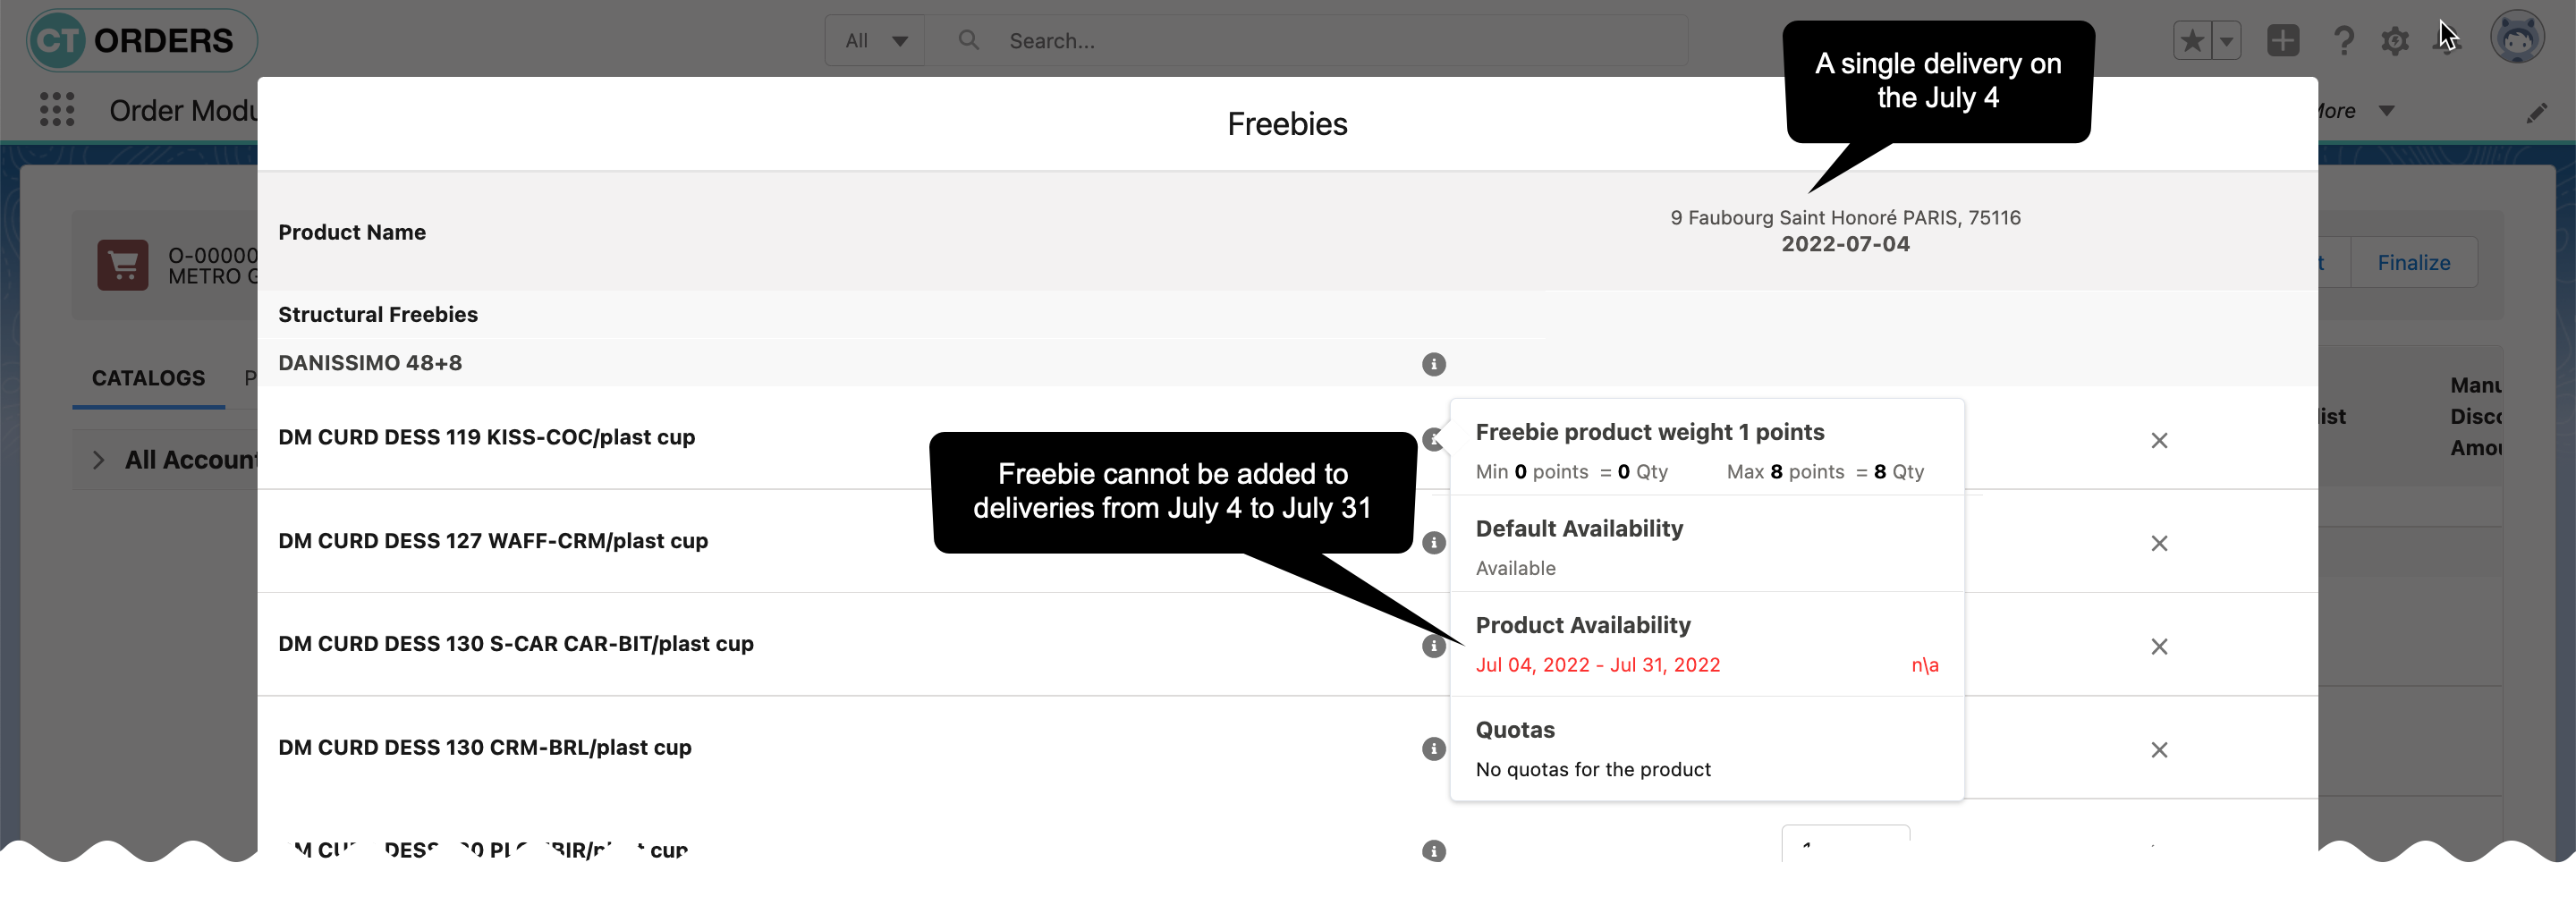 CT ORDERS
All
Search...
A single delivery on
the July 4
Order Modu
More
Freebies
Product Name
9 Faubourg Saint Honoré PARIS, 75116
2022-07-04
O-00000
METRO G
Finalize
Structural Freebies
DANISSIMO 48+8
CATALOGS
P
Manu
Disco
Amou
list
All Account
DM CURD DESS 119 KISS-COC/plast cup
Freebie product weight 1 points
Min 0 points = 0 Qty Max 8 points = 8 Qty
Freebie cannot be added to
deliveries from July 4 to July 31
DM CURD DESS 127 WAFF-CRM/plast cup
Default Availability
Available
DM CURD DESS 130 S-CAR CAR-BIT/plast cup
Product Availability
Jul 04, 2022 - Jul 31, 2022 n\a
DM CURD DESS 130 CRM-BRL/plast cup
Quotas
No quotas for the product
cup